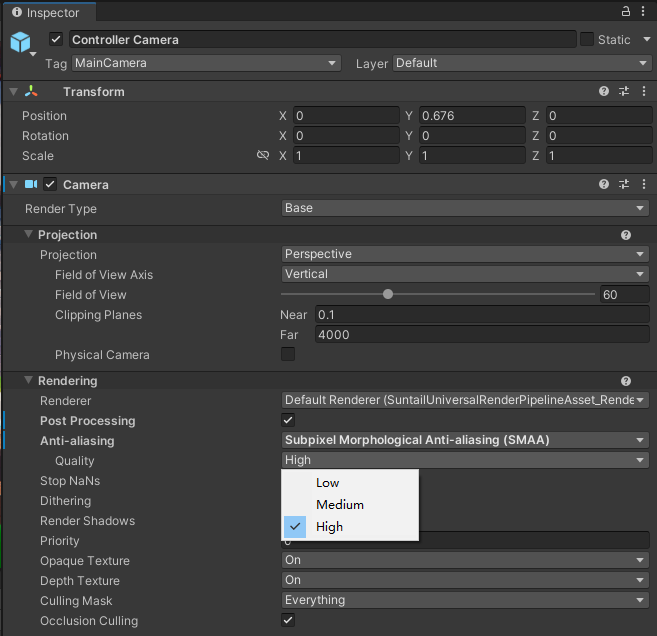 Inspector
Controller Camera Static
Tag MainCamera Layer Default
Transform
Position X 0 Y 0.676 Z 0
Rotation X 0 Y 0 Z 0
Scale X 1 Y 1 Z 1
Camera
Render Type Base
Projection
Projection Perspective
Field of View Axis Vertical
Field of View 60
Clipping Planes Near 0.1
Far 4000
Physical Camera
Rendering
Renderer Default Renderer (SuntailUniversalRenderPipelineAsset_Rende
Post Processing
Anti-aliasing Subpixel Morphological Anti-aliasing (SMAA)
Quality High
Stop NaNs Low
Dithering Medium
Render Shadows High
Priority
Opaque Texture On
Depth Texture On
Culling Mask Everything
Occlusion Culling